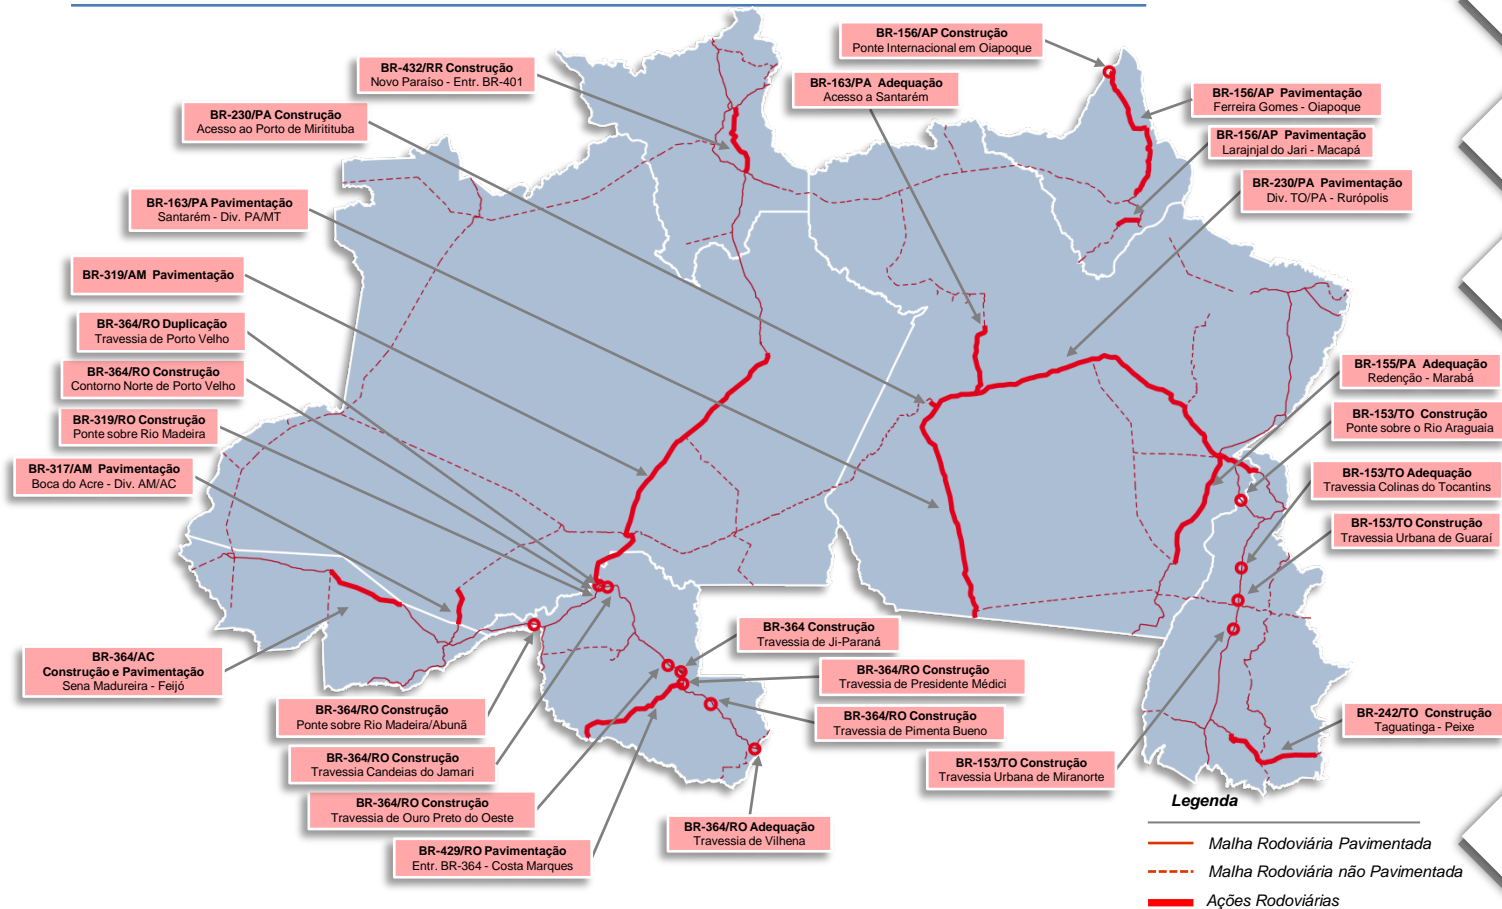 BR-156/AP Construção
Ponte Internacional em Oiapoque
BR-432/RR Construção
Novo Paraíso - Entr. BR-401
BR-163/PA Adequação
Acesso a Santarém
BR-156/AP  Pavimentação
Ferreira Gomes - Oiapoque
BR-230/PA Construção
Acesso ao Porto de Miritituba
BR-156/AP  Pavimentação
Larajnjal do Jari - Macapá
BR-230/PA  Pavimentação
Div. TO/PA - Rurópolis
BR-163/PA Pavimentação
Santarém - Div. PA/MT
BR-319/AM  Pavimentação
BR-364/RO Duplicação
Travessia de Porto Velho
BR-364/RO Construção
Contorno Norte de Porto Velho
BR-155/PA  Adequação
Redenção - Marabá
BR-319/RO Construção
Ponte sobre Rio Madeira
BR-153/TO  Construção
Ponte sobre o Rio Araguaia
BR-317/AM  Pavimentação
Boca do Acre - Div. AM/AC
BR-153/TO Adequação
Travessia Colinas do Tocantins
BR-153/TO Construção
Travessia Urbana de Guaraí
BR-364/AC
Construção e Pavimentação
Sena Madureira - Feijó
BR-364 Construção
Travessia de Ji-Paraná
BR-364/RO Construção
Travessia de Presidente Médici
BR-364/RO Construção
Ponte sobre Rio Madeira/Abunã
BR-364/RO Construção
Travessia de Pimenta Bueno
BR-242/TO  Construção
Taguatinga - Peixe
BR-364/RO Construção
Travessia Candeias do Jamari
BR-153/TO Construção
Travessia Urbana de Miranorte
BR-364/RO Construção
Travessia de Ouro Preto do Oeste
BR-364/RO Adequação
Travessia de Vilhena
BR-429/RO Pavimentação
Entr. BR-364 - Costa Marques
Legenda
Malha Rodoviária Pavimentada
Malha Rodoviária não Pavimentada
Ações Rodoviárias